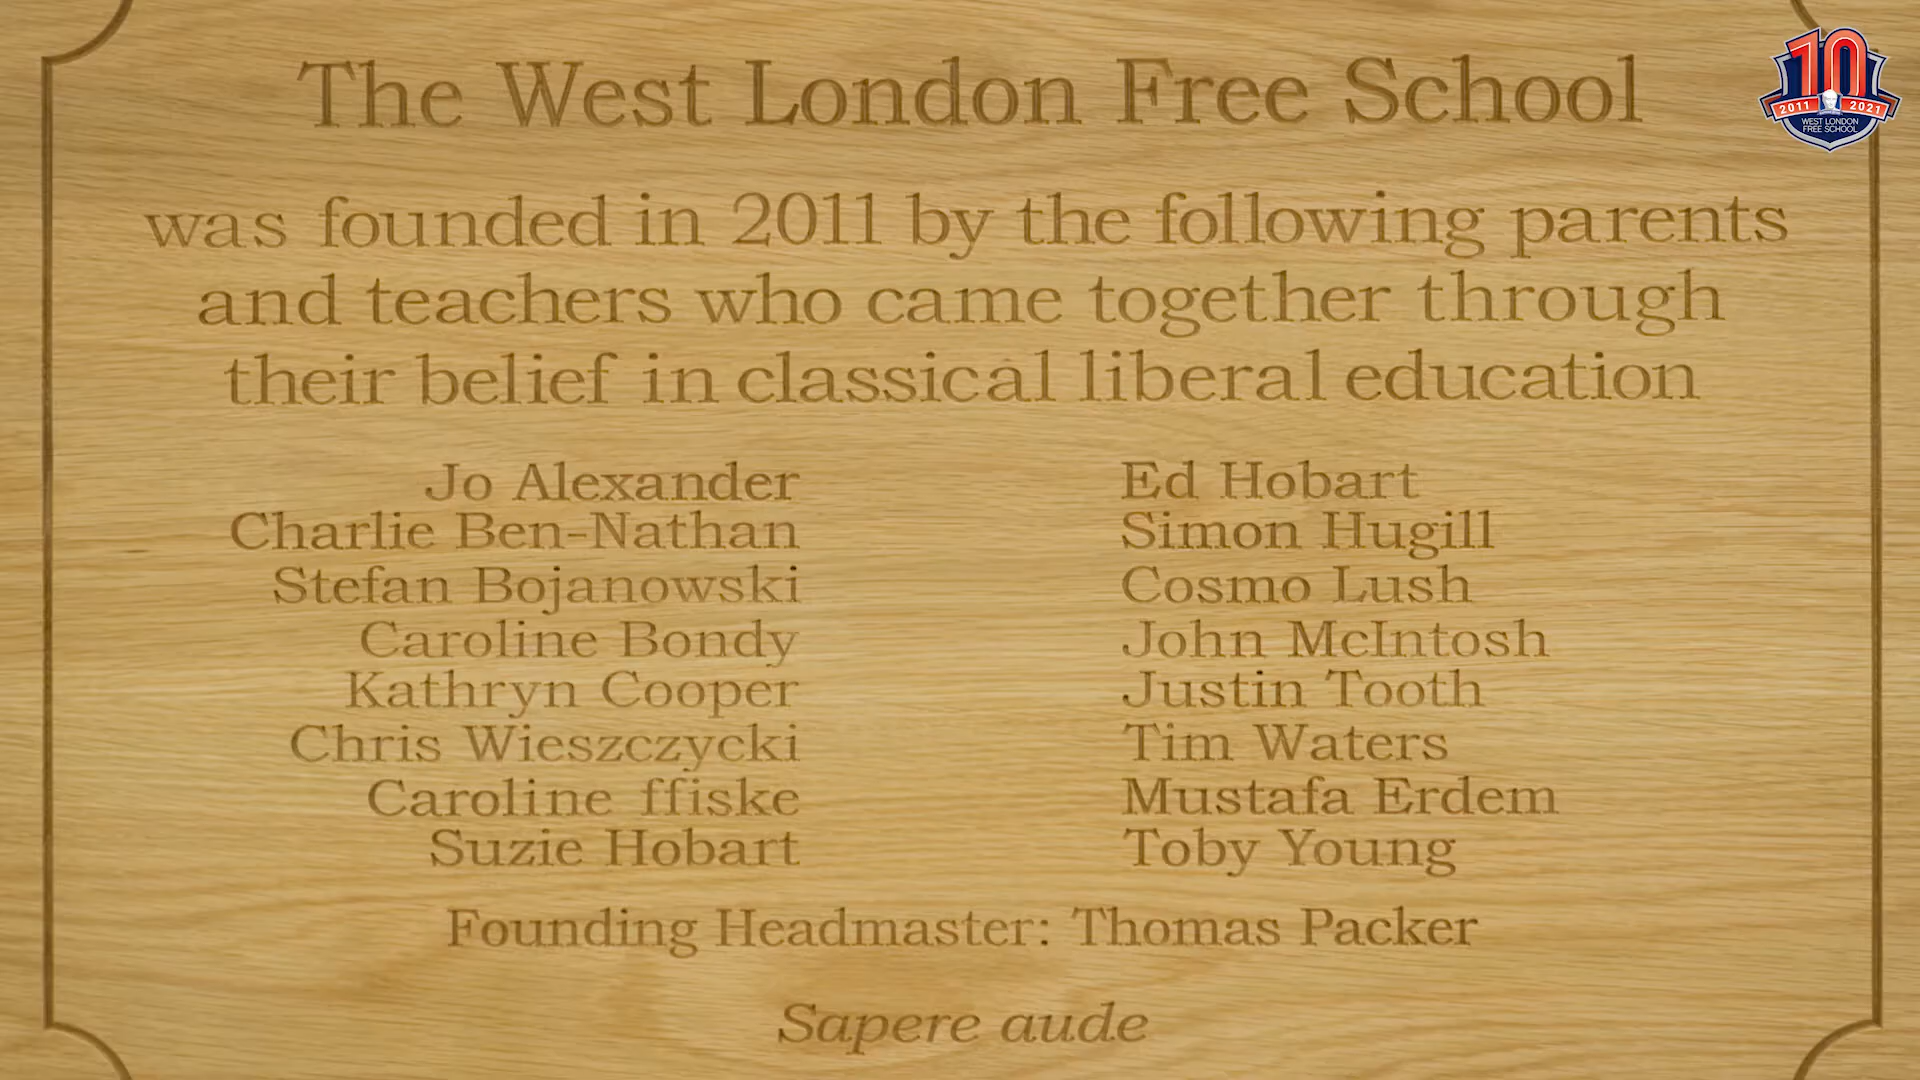 The West London Free School
was founded in 2011 by the following parents
and teachers who came together through
their belief in classical liberal education
Jo Alexander
Charlie Ben-Nathan
Stefan Bojanowski
Caroline Bondy
Kathryn Cooper
Chris Wieszczycki
Caroline ffiske
Suzie Hobart
Ed Hobart
Simon Hugill
Cosmo Lush
John McIntosh
Justin Tooth
Tim Waters
Mustafa Erdem
Toby Young
Founding Headmaster: Thomas Packer
Sapere aude
10
2011 2021
WEST LONDON
FREE SCHOOL